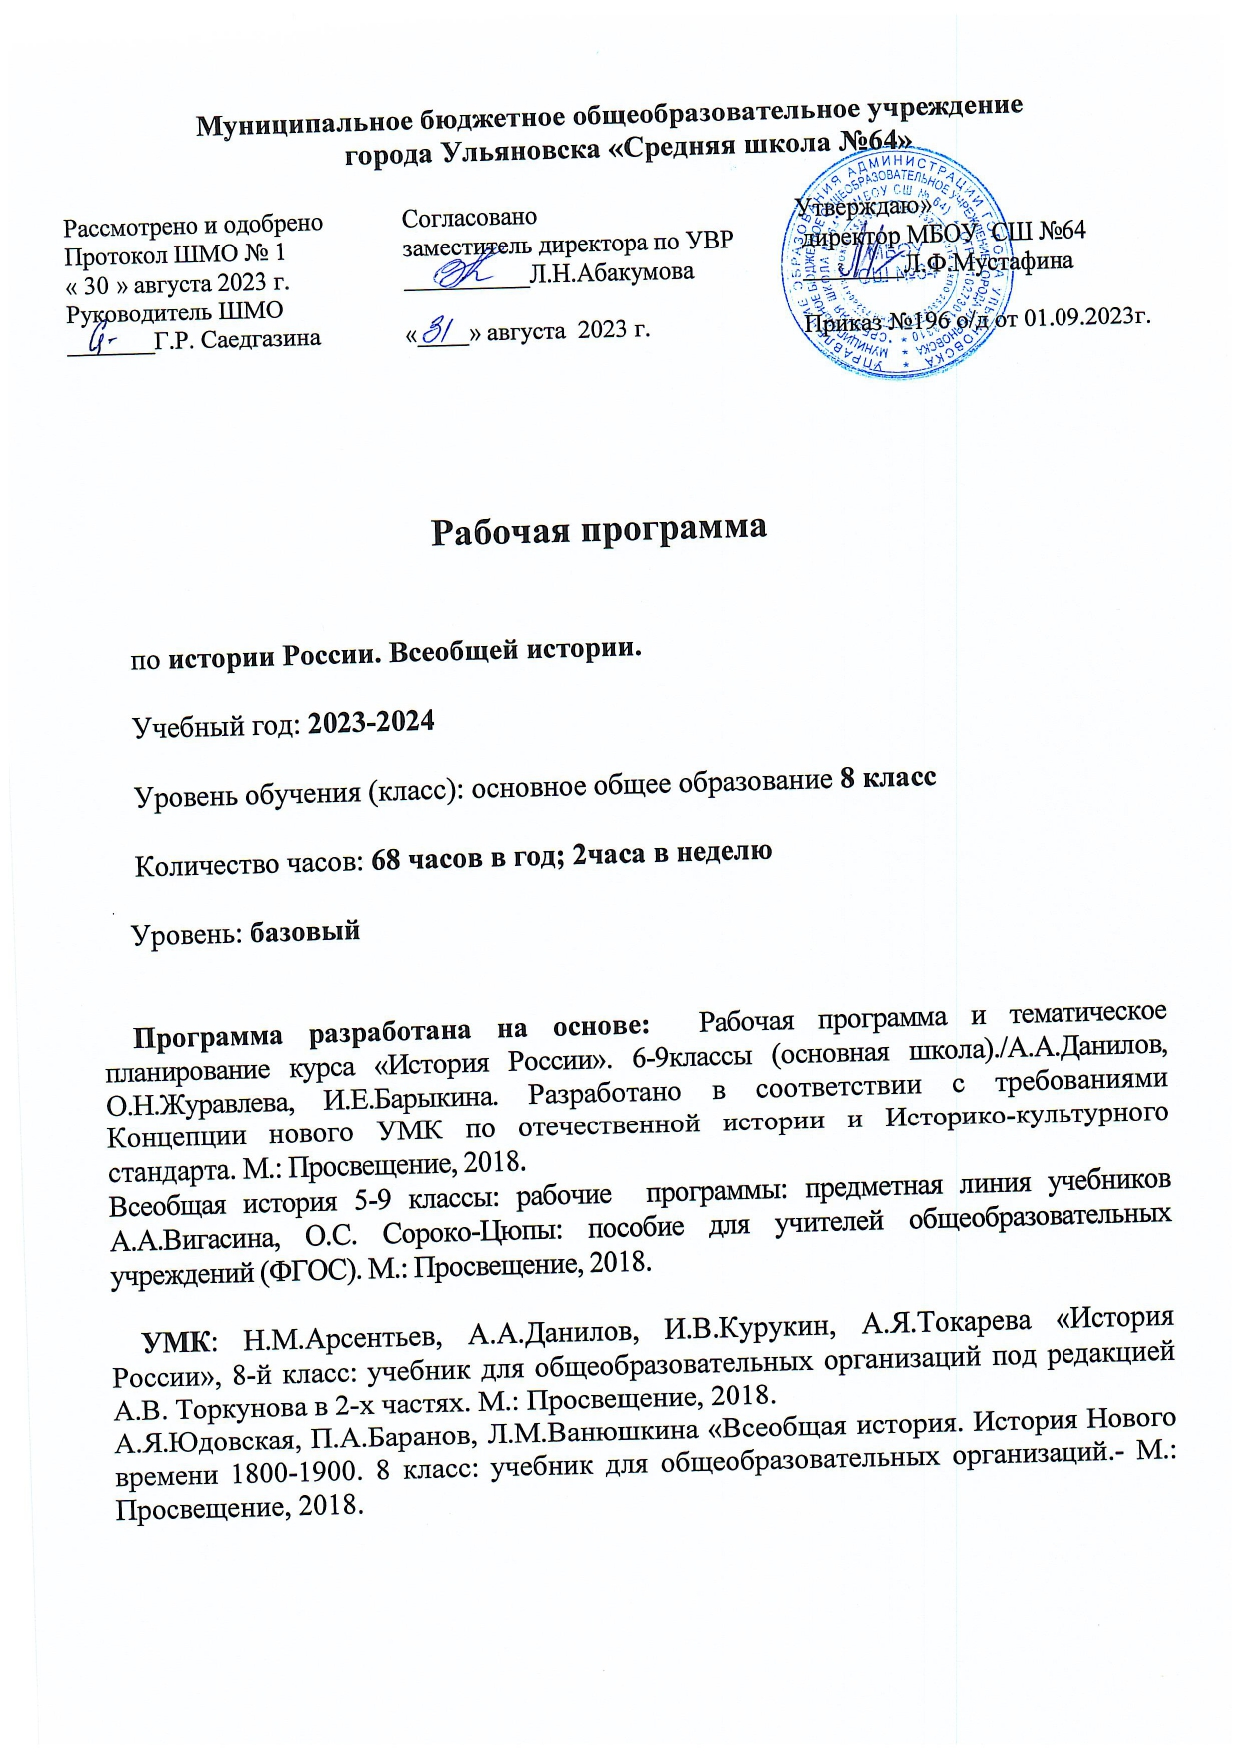 Муниципальное бюджетное общеобразовательное учреждение
города Ульяновска «Средняя школа №64»
Рассмотрено и одобрено
Протокол ШМО № 1
« 30 » августа 2023 г.
Руководитель ШМО
_______Г.Р. Саедгазина
Согласовано
заместитель директора по УВР
__________Л.Н.Абакумова
«_31_» августа 2023 г.
Утверждаю»
директор МБОУ СШ №64
________Л.Ф.Мустафина
Приказ №196 о/д от 01.09.2023г.
Рабочая программа
по истории России. Всеобщей истории.
Учебный год: 2023-2024
Уровень обучения (класс): основное общее образование 8 класс
Количество часов: 68 часов в год; 2часа в неделю
Уровень: базовый
Программа разработана на основе: Рабочая программа и тематическое
планирование курса «История России». 6-9классы (основная школа)./А.А.Данилов,
О.Н.Журавлева, И.Е.Барыкина. Разработано в соответствии с требованиями
Концепции нового УМК по отечественной истории и Историко-культурного
стандарта. М.: Просвещение, 2018.
Всеобщая история 5-9 классы: рабочие программы: предметная линия учебников
А.А.Вигасина, О.С. Сороко-Цюпы: пособие для учителей общеобразовательных
учреждений (ФГОС). М.: Просвещение, 2018.
УМК: Н.М.Арсентьев, А.А.Данилов, И.В.Курукин, А.Я.Токарева «История
России», 8-й класс: учебник для общеобразовательных организаций под редакцией
А.В. Торкунова в 2-х частях. М.: Просвещение, 2018.
А.Я.Юдовская, П.А.Баранов, Л.М.Ванюшкина «Всеобщая история. История Нового
времени 1800-1900. 8 класс: учебник для общеобразовательных организаций.- М.:
Просвещение, 2018.